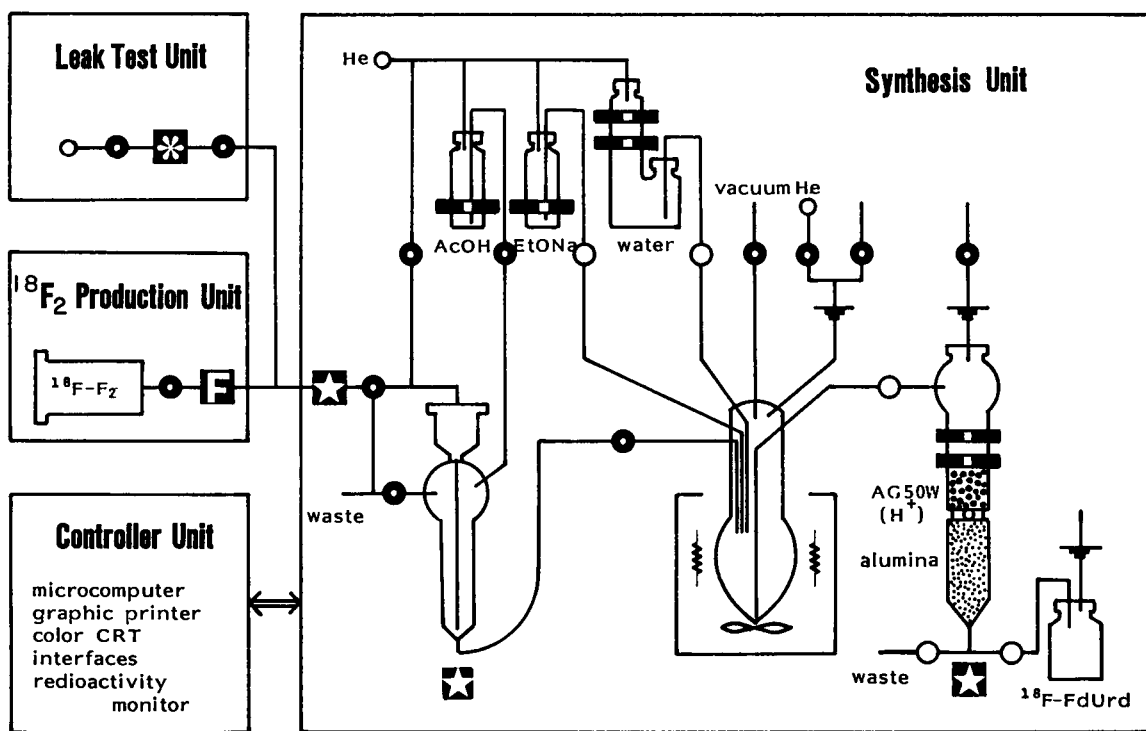 Leak Test Unit
18F2 Production Unit
18F-F2
Controller Unit
microcomputer
graphic printer
color CRT
interfaces
redioactivity
monitor
Synthesis Unit
He
AcOH
EtONa
water
vacuum
He
waste
F
AG50W
(H+)
alumina
waste
18F-FdUrd